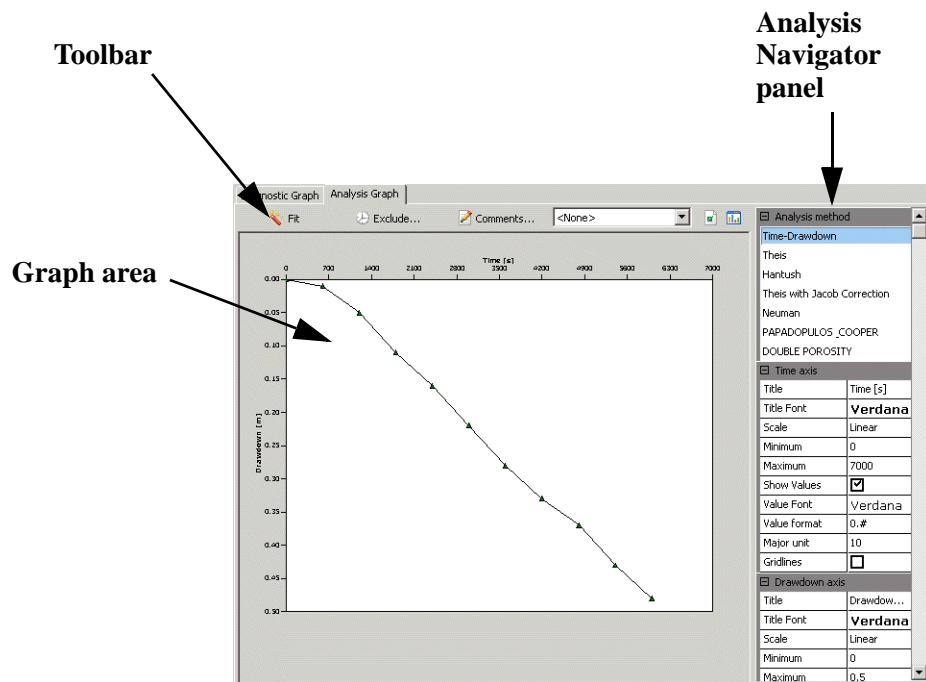 Toolbar
Analysis
Navigator
panel
Graph area
nostic Graph
Analysis Graph
Fit
Exclude...
Comments...
<None>
Time [s]
0 700 1400 2100 2800 3500 4200 4900 5600 6300 7000
Drawdown [m]
0.00
0.05
0.10
0.15
0.20
0.25
0.30
0.35
0.40
0.45
0.50
Analysis method
Time-Drawdown
Theis
Hantush
Theis with Jacob Correction
Neuman
PAPADOPULOS _COOPER
DOUBLE POROSITY
Time axis
Title Time [s]
Title Font Verdana
Scale Linear
Minimum 0
Maximum 7000
Show Values
Value Font Verdana
Value format 0.#
Major unit 10
Gridlines
Drawdown axis
Title Drawdow...
Title Font Verdana
Scale Linear
Minimum 0
Maximum 0.5